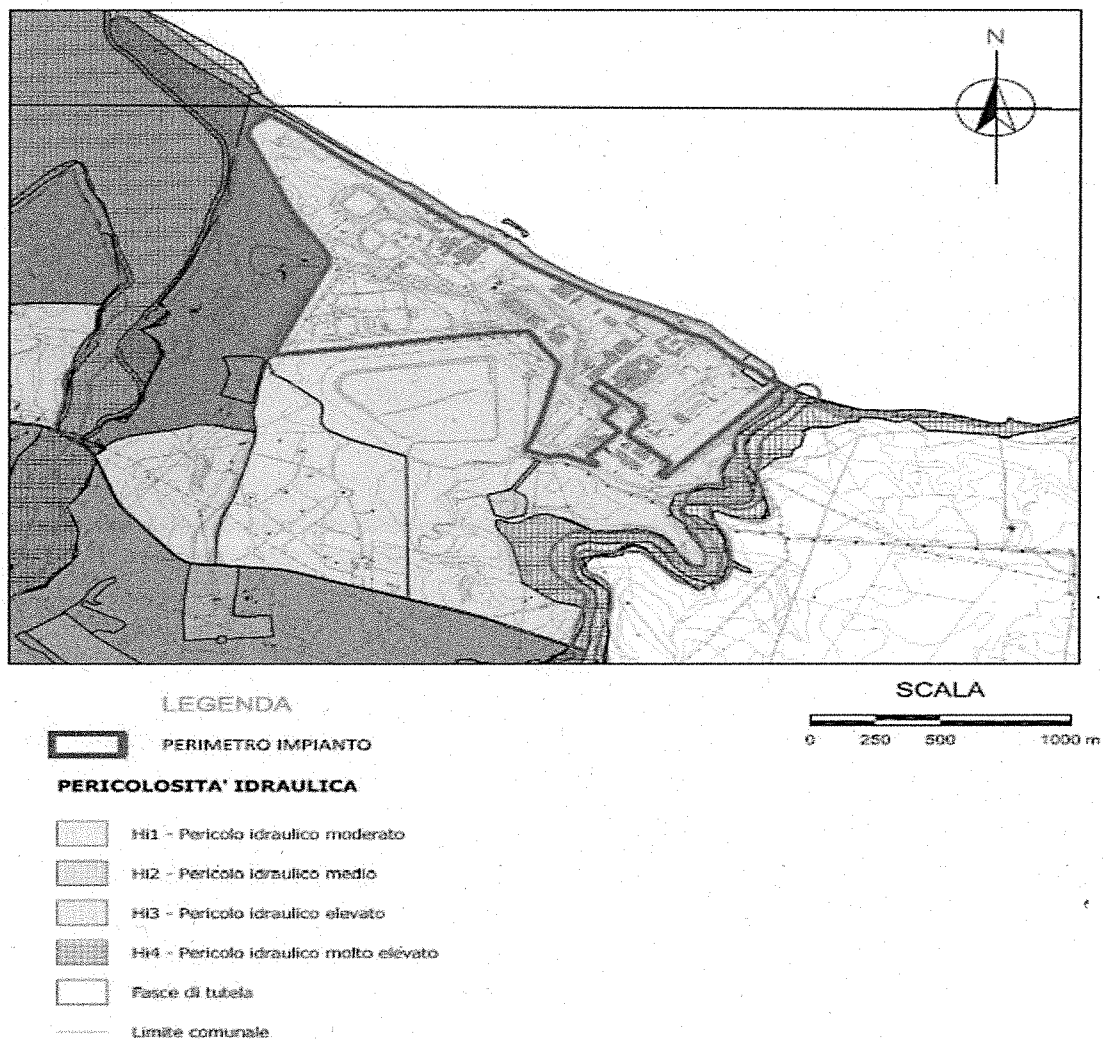 N
LEGENDA
PERIMETRO IMPIANTO
PERICOLOSITA' IDRAULICA
Hi1 - Pericolo idraulico moderato
Hi2 - Pericolo idraulico medio
Hi3 - Pericolo idraulico elevato
Hi4 - Pericolo idraulico molto elevato
Fasce di tutela
Limite comunale
SCALA
0 250 500 1000 m